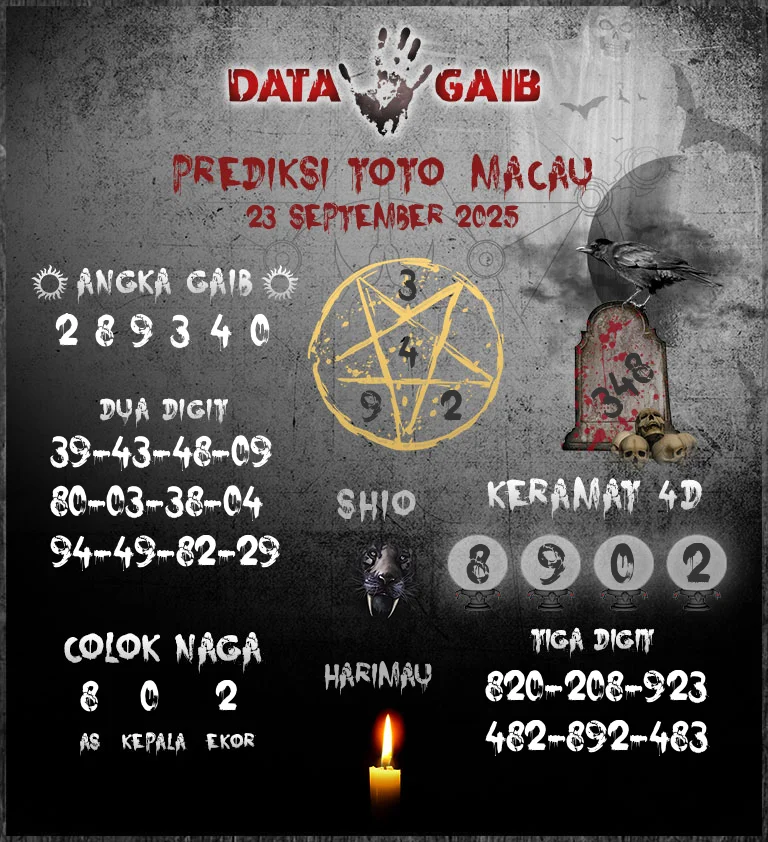 DATA GAIB
PREDIKSI TOTO MACAU
23 SEPTEMBER 2025
ANGKA GAIB
2 8 9 3 4 0
3
4
9 2
348
DUA DIGIT
39-43-48-09
80-03-38-04
94-49-82-29
SHIO
HARIMAU
KERAMAT 4D
8 9 0 2
TIGA DIGIT
820-208-923
482-892-483
COLOK NAGA
8 0 2
AS KEPALA EKOR